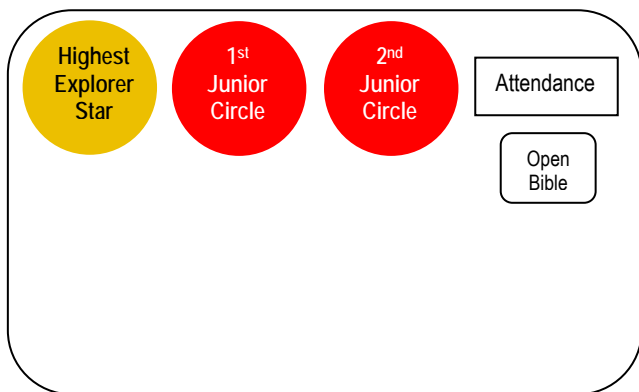 Highest
Explorer
Star
1st
Junior
Circle
2nd
Junior
Circle
Attendance
Open
Bible